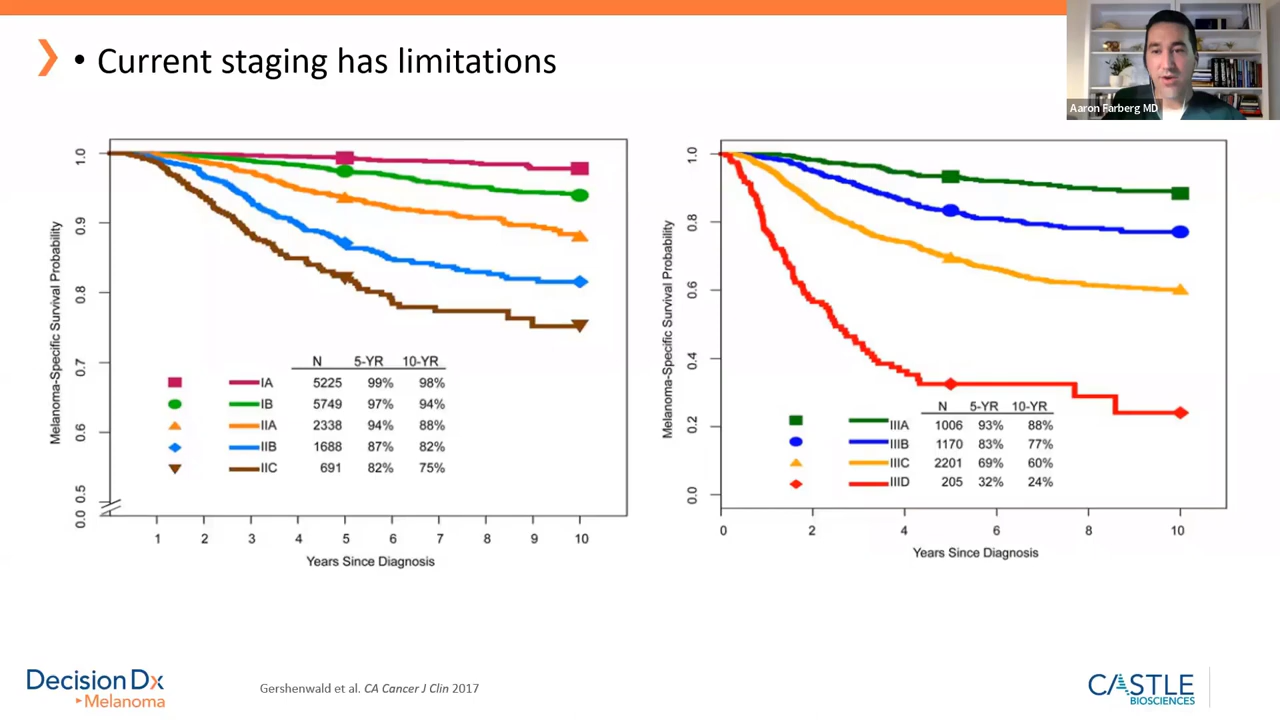 • Current staging has limitations
Aaron Farberg MD
Melanoma-Specific Survival Probability
1.0
0.9
0.8
0.7
0.6
0.5
0.0
N 5-YR 10-YR
IA 5225 99% 98%
IB 5749 97% 94%
IIA 2338 94% 88%
IIB 1688 87% 82%
IIC 691 82% 75%
1 2 3 4 5 6 7 8 9 10
Years Since Diagnosis
Melanoma-Specific Survival Probability
1.0
0.8
0.6
0.4
0.2
0.0
N 5-YR 10-YR
IIIA 1006 93% 88%
IIIB 1170 83% 77%
IIIC 2201 69% 60%
IIID 205 32% 24%
0 2 4 6 8 10
Years Since Diagnosis
DecisionDx
Melanoma
Gershenwald et al. CA Cancer J Clin 2017
CASTLE
BIOSCIENCES